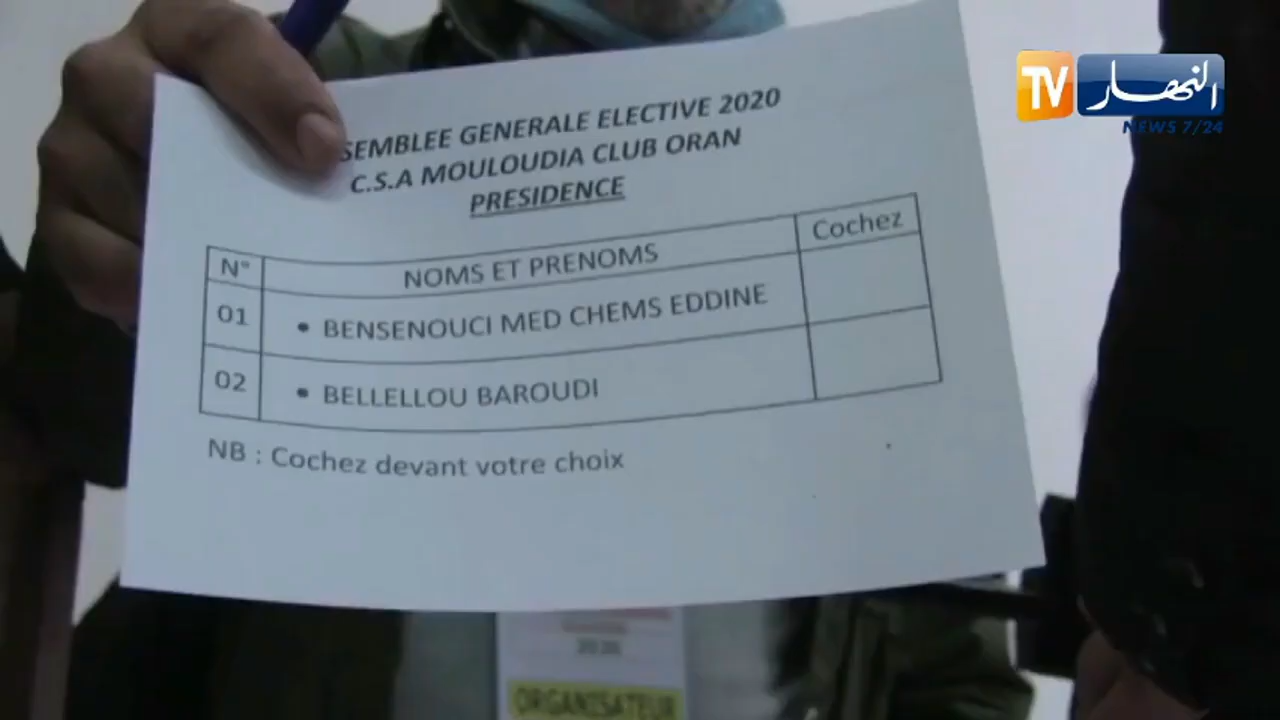 TV النهار
NEWS 7/24
SEMBLEE GENERALE ELECTIVE 2020
C.S.A MOULOUDIA CLUB ORAN
PRESIDENCE
N° NOMS ET PRENOMS Cochez
01 • BENSENOUCI MED CHEMS EDDINE
02 • BELLELLOU BAROUDI
NB : Cochez devant votre choix
ORGANISATEUR